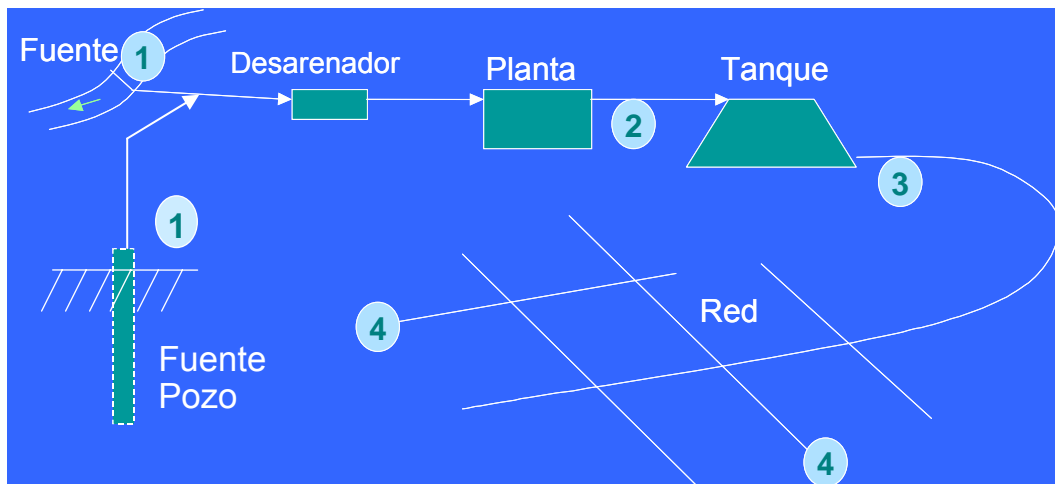 Fuente
1
Desarenador
Planta
Tanque
2
3
1
4
Red
Fuente
Pozo
4